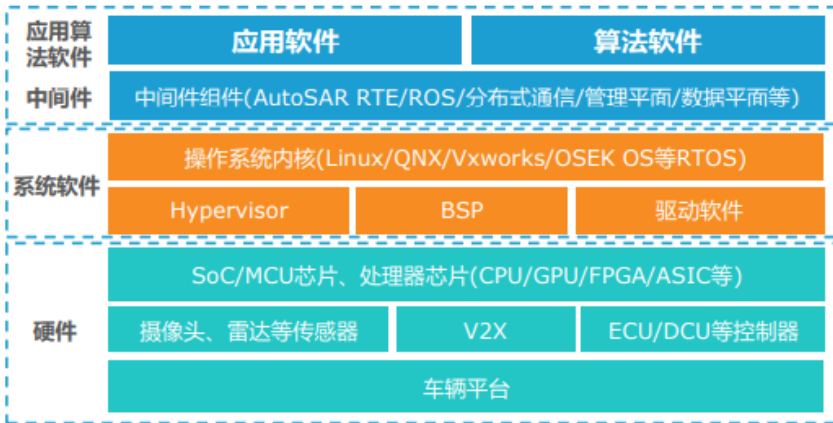 应用算
法软件
应用软件
算法软件
中间件
中间件组件(AutoSAR RTE/ROS/分布式通信/管理平面/数据平面等)
系统软件
操作系统内核(Linux/QNX/Vxworks/OSEK OS等RTOS)
Hypervisor
BSP
驱动软件
硬件
SoC/MCU芯片、处理器芯片(CPU/GPU/FPGA/ASIC等)
摄像头、雷达等传感器
V2X
ECU/DCU等控制器
车辆平台